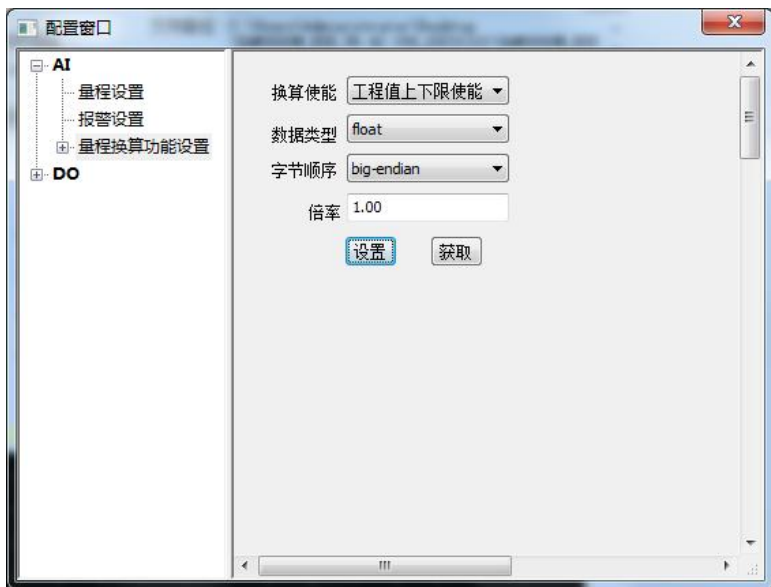 配置窗口
AI
量程设置
报警设置
量程换算功能设置
DO
换算使能 工程值上下限使能
数据类型 float
字节顺序 big-endian
倍率 1.00
设置 获取